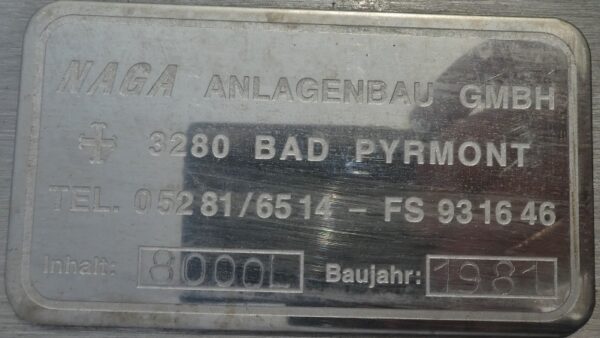 NAGA ANLAGENBAU GMBH
3280 BAD PYRMONT
TEL. 05281/6514 - FS 931646
Inhalt: 8000L Baujahr: 1981